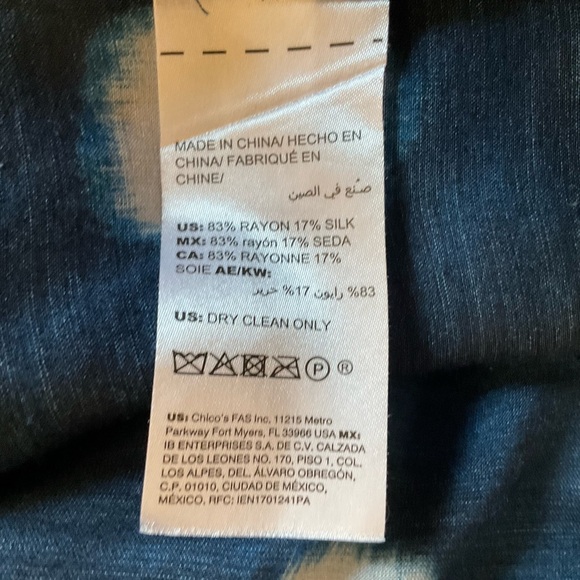 MADE IN CHINA/ HECHO EN
CHINA/ FABRIQUÉ EN
CHINE/
صنع في الصين
US: 83% RAYON 17% SILK
MX: 83% rayón 17% SEDA
CA: 83% RAYONNE 17%
SOIE AE/KW:
83% رايون 17% حرير
US: DRY CLEAN ONLY
P ®
US: Chico's FAS Inc, 11215 Metro
Parkway Fort Myers, FL 33966 USA MX:
IB ENTERPRISES S.A. DE C.V. CALZADA
DE LOS LEONES NO. 170, PISO 1, COL.
LOS ALPES, DEL. ÁLVARO OBREGÓN,
C.P. 01010, CIUDAD DE MÉXICO,
MÉXICO. RFC: IEN1701241PA